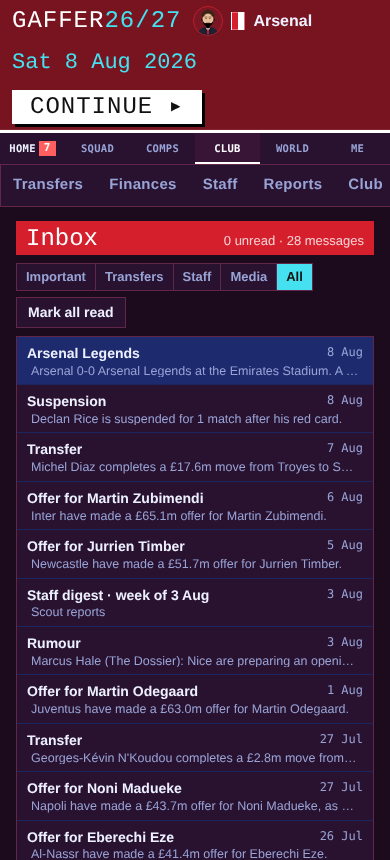 GAFFER26/27 Arsenal
Sat 8 Aug 2026
CONTINUE ►
HOME 7 SQUAD COMPS CLUB WORLD ME
Transfers Finances Staff Reports Club
Inbox 0 unread · 28 messages
Important Transfers Staff Media All
Mark all read
Arsenal Legends 8 Aug
Arsenal 0-0 Arsenal Legends at the Emirates Stadium. A ...
Suspension 8 Aug
Declan Rice is suspended for 1 match after his red card.
Transfer 7 Aug
Michel Diaz completes a £17.6m move from Troyes to S...
Offer for Martin Zubimendi 6 Aug
Inter have made a £65.1m offer for Martin Zubimendi.
Offer for Jurrien Timber 5 Aug
Newcastle have made a £51.7m offer for Jurrien Timber.
Staff digest · week of 3 Aug 3 Aug
Scout reports
Rumour 3 Aug
Marcus Hale (The Dossier): Nice are preparing an openi...
Offer for Martin Odegaard 1 Aug
Juventus have made a £63.0m offer for Martin Odegaard.
Transfer 27 Jul
Georges-Kévin N'Koudou completes a £2.8m move from...
Offer for Noni Madueke 27 Jul
Napoli have made a £43.7m offer for Noni Madueke, as ...
Offer for Eberechi Eze 26 Jul
Al-Nassr have made a £41.4m offer for Eberechi Eze.